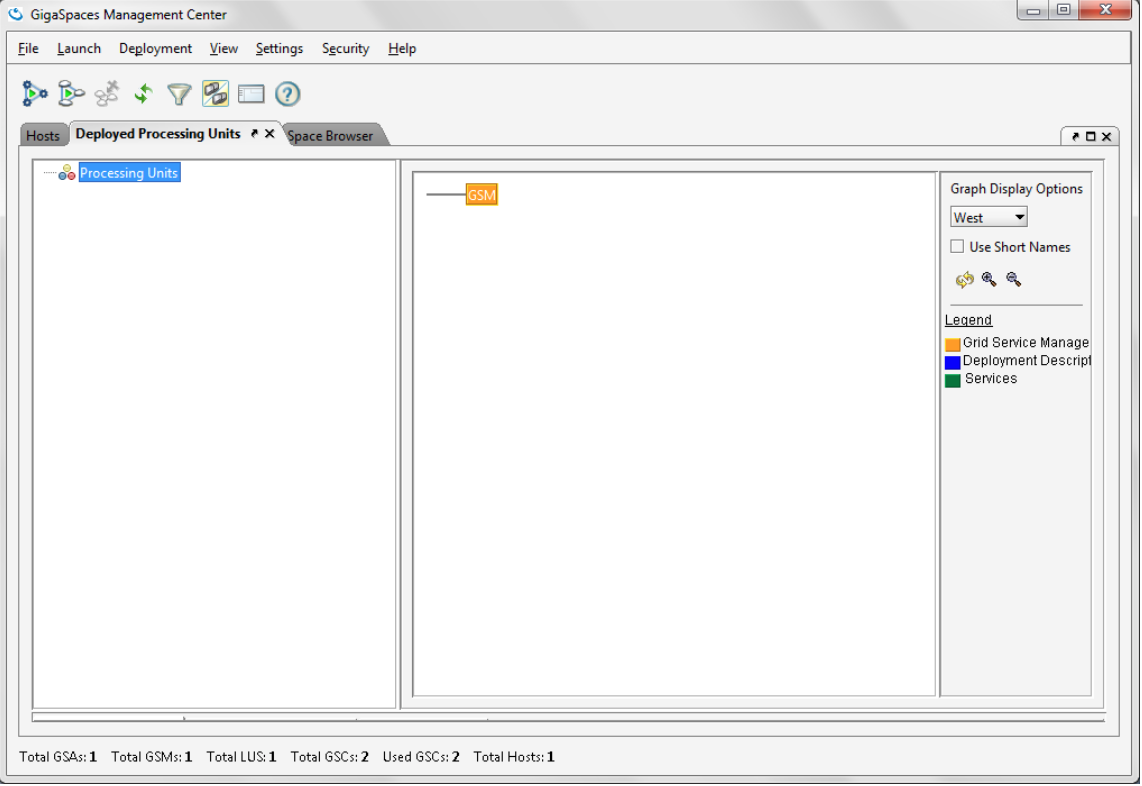 GigaSpaces Management Center
File Launch Deployment View Settings Security Help
Hosts Deployed Processing Units Space Browser
Processing Units
GSM
Graph Display Options
West
Use Short Names
Legend
Grid Service Manage
Deployment Descript
Services
Total GSAs: 1 Total GSMs: 1 Total LUS: 1 Total GSCs: 2 Used GSCs: 2 Total Hosts: 1